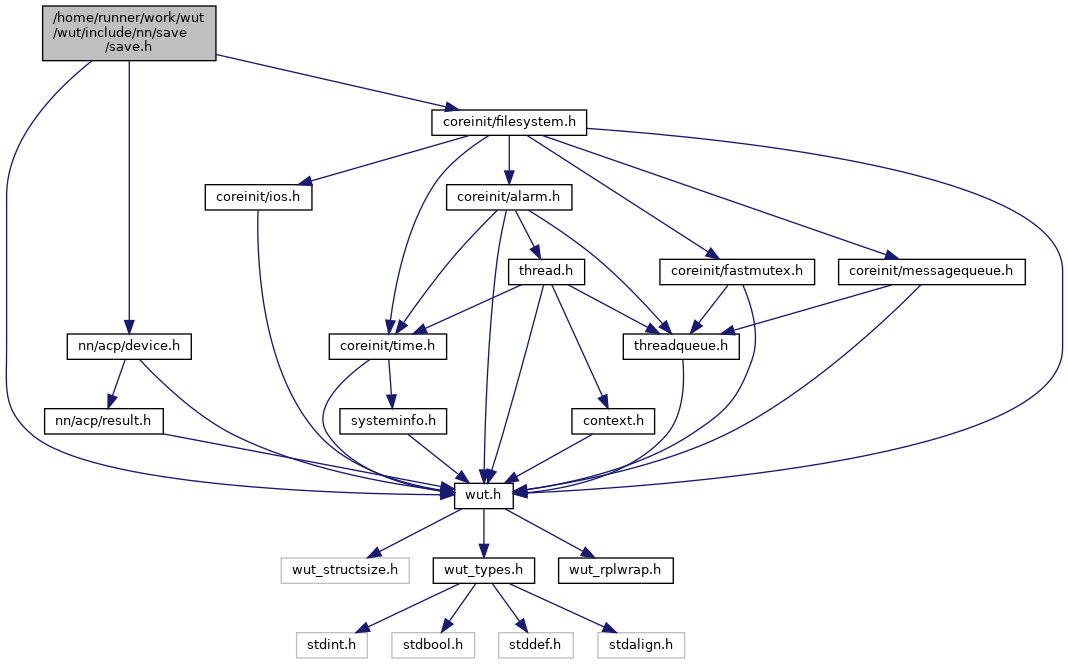 /home/runner/work/wut
/wut/include/nn/save
/save.h
coreinit/filesystem.h
coreinit/ios.h
coreinit/alarm.h
thread.h
coreinit/fastmutex.h
coreinit/messagequeue.h
nn/acp/device.h
coreinit/time.h
threadqueue.h
nn/acp/result.h
systeminfo.h
context.h
wut.h
wut_structsize.h
wut_types.h
wut_rplwrap.h
stdint.h
stdbool.h
stddef.h
stdalign.h